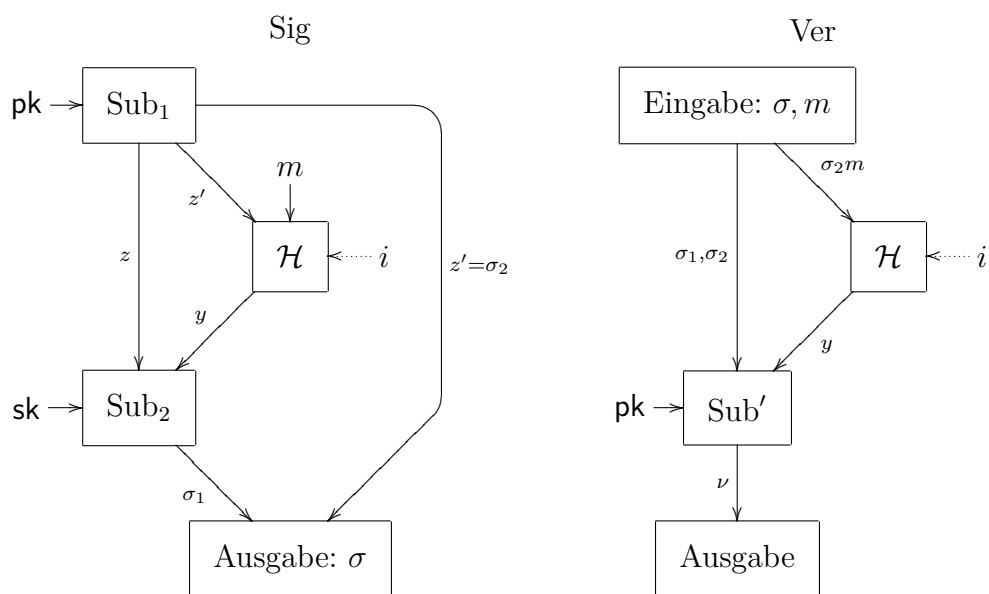 Sig
pk
Sub₁
z′
m
z
ℋ
i
z′=σ₂
y
sk
Sub₂
σ₁
Ausgabe: σ
Ver
Eingabe: σ, m
σ₂m
σ₁,σ₂
ℋ
i
y
pk
Sub′
ν
Ausgabe